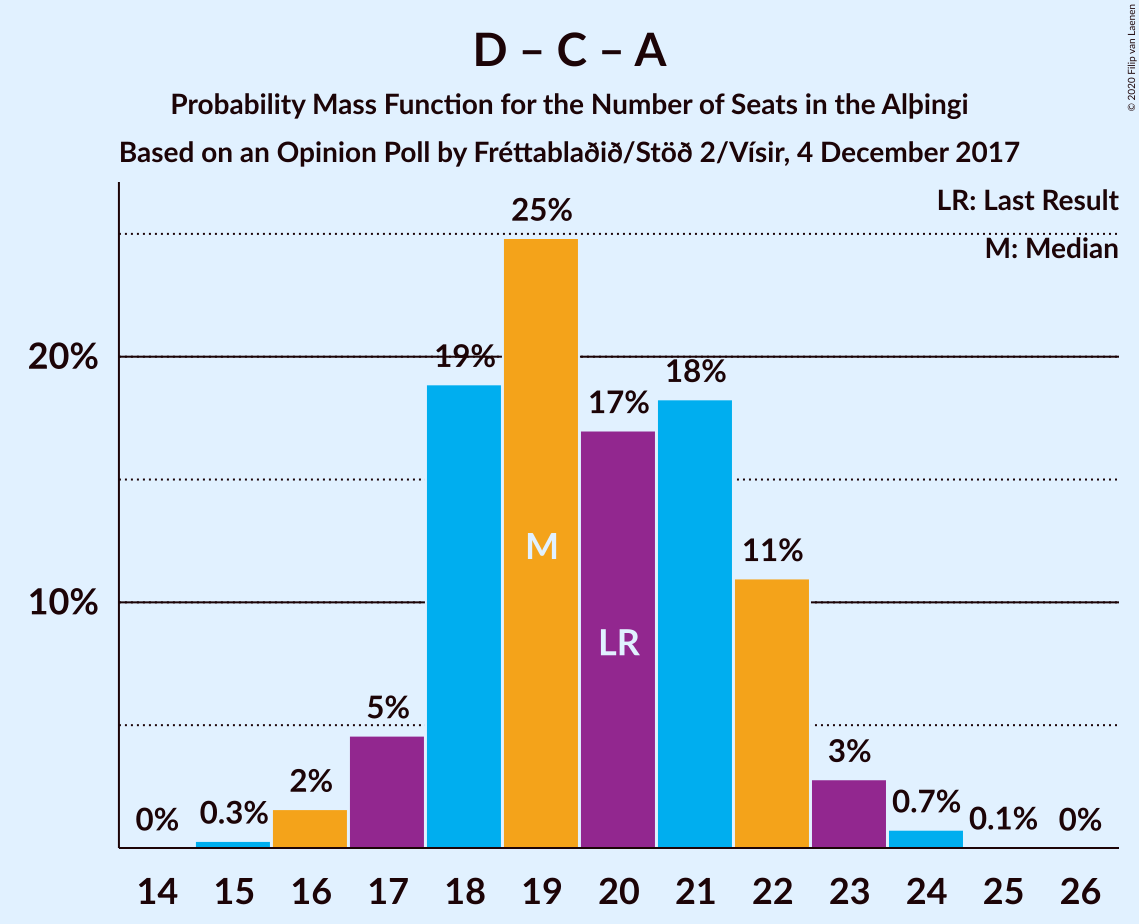 D – C – A
Probability Mass Function for the Number of Seats in the Alþingi
Based on an Opinion Poll by Fréttablaðið/Stöð 2/Vísir, 4 December 2017
© 2020 Filip van Laenen
LR: Last Result
M: Median
20%
10%
0%
0.3%
2%
5%
19%
25%
17%
18%
11%
3%
0.7%
0.1%
0%
M
LR
14 15 16 17 18 19 20 21 22 23 24 25 26